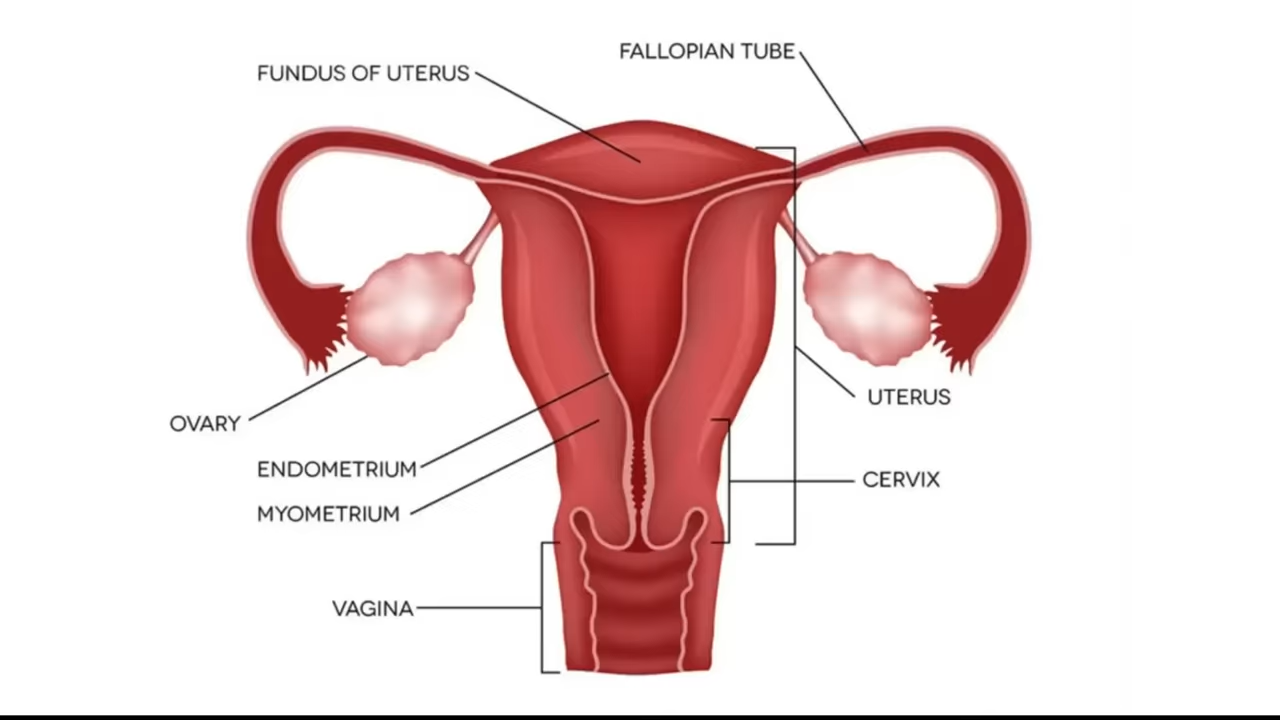 FALLOPIAN TUBE
FUNDUS OF UTERUS
UTERUS
OVARY
ENDOMETRIUM
CERVIX
MYOMETRIUM
VAGINA